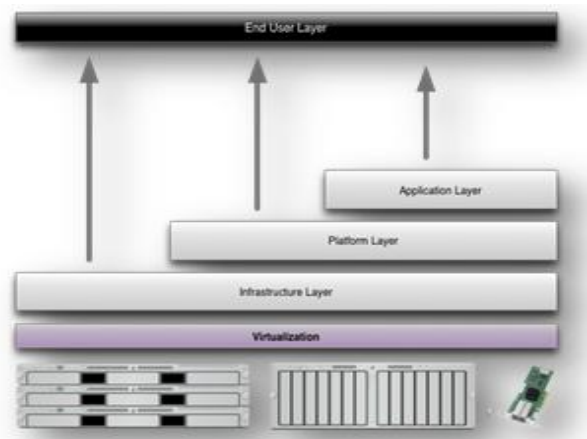 End User Layer
Application Layer
Platform Layer
Infrastructure Layer
Virtualization